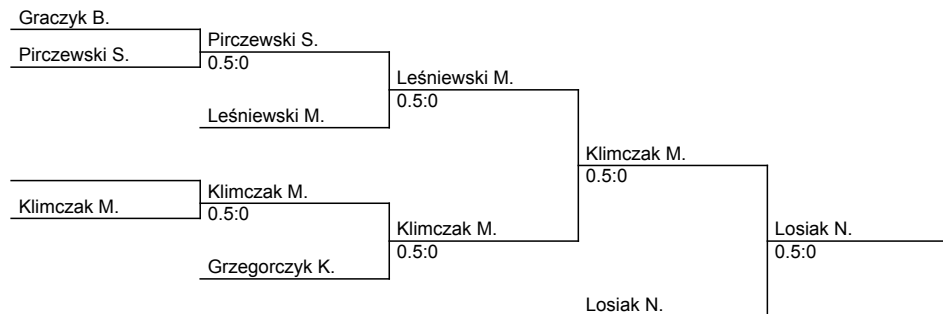 Graczyk B.
Pirczewski S.
Pirczewski S.
0.5:0
Leśniewski M.
Leśniewski M.
0.5:0
Klimczak M.
Klimczak M.
0.5:0
Grzegorczyk K.
Klimczak M.
0.5:0
Klimczak M.
0.5:0
Losiak N.
Losiak N.
0.5:0